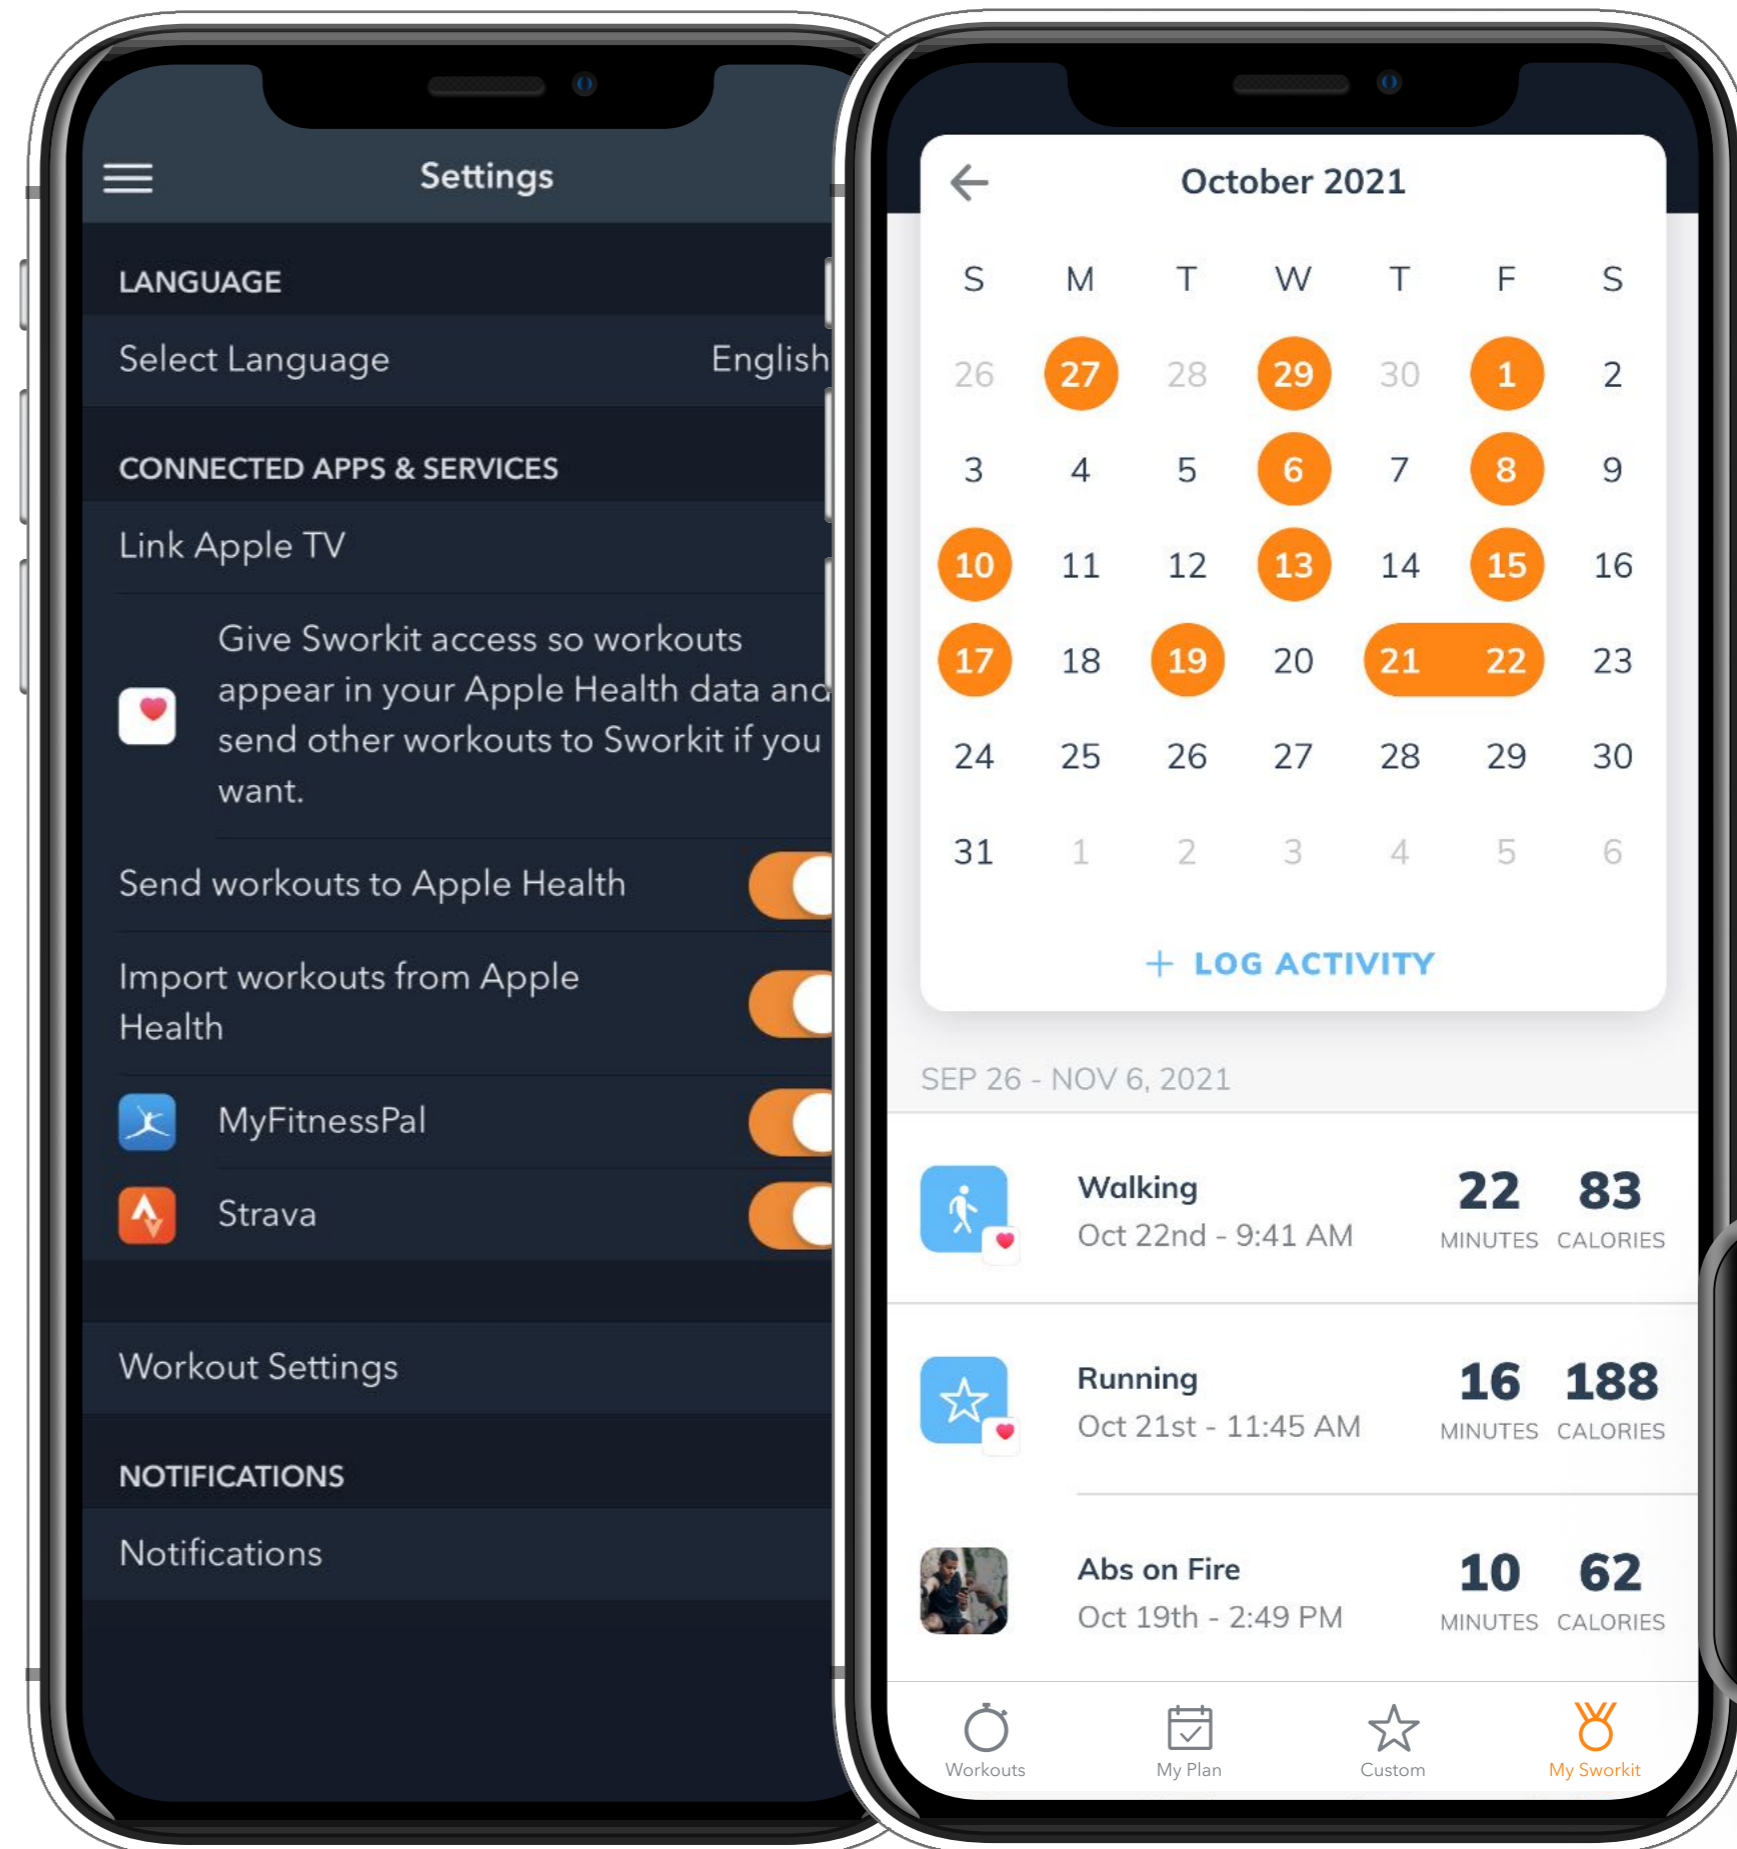 Settings
LANGUAGE
Select Language English
CONNECTED APPS & SERVICES
Link Apple TV
Give Sworkit access so workouts
appear in your Apple Health data and
send other workouts to Sworkit if you
want.
Send workouts to Apple Health
Import workouts from Apple
Health
MyFitnessPal
Strava
Workout Settings
NOTIFICATIONS
Notifications
October 2021
S M T W T F S
26 27 28 29 30 1 2
3 4 5 6 7 8 9
10 11 12 13 14 15 16
17 18 19 20 21 22 23
24 25 26 27 28 29 30
31 1 2 3 4 5 6
+ LOG ACTIVITY
SEP 26 - NOV 6, 2021
Walking 22 83
Oct 22nd - 9:41 AM MINUTES CALORIES
Running 16 188
Oct 21st - 11:45 AM MINUTES CALORIES
Abs on Fire 10 62
Oct 19th - 2:49 PM MINUTES CALORIES
Workouts My Plan Custom My Sworkit